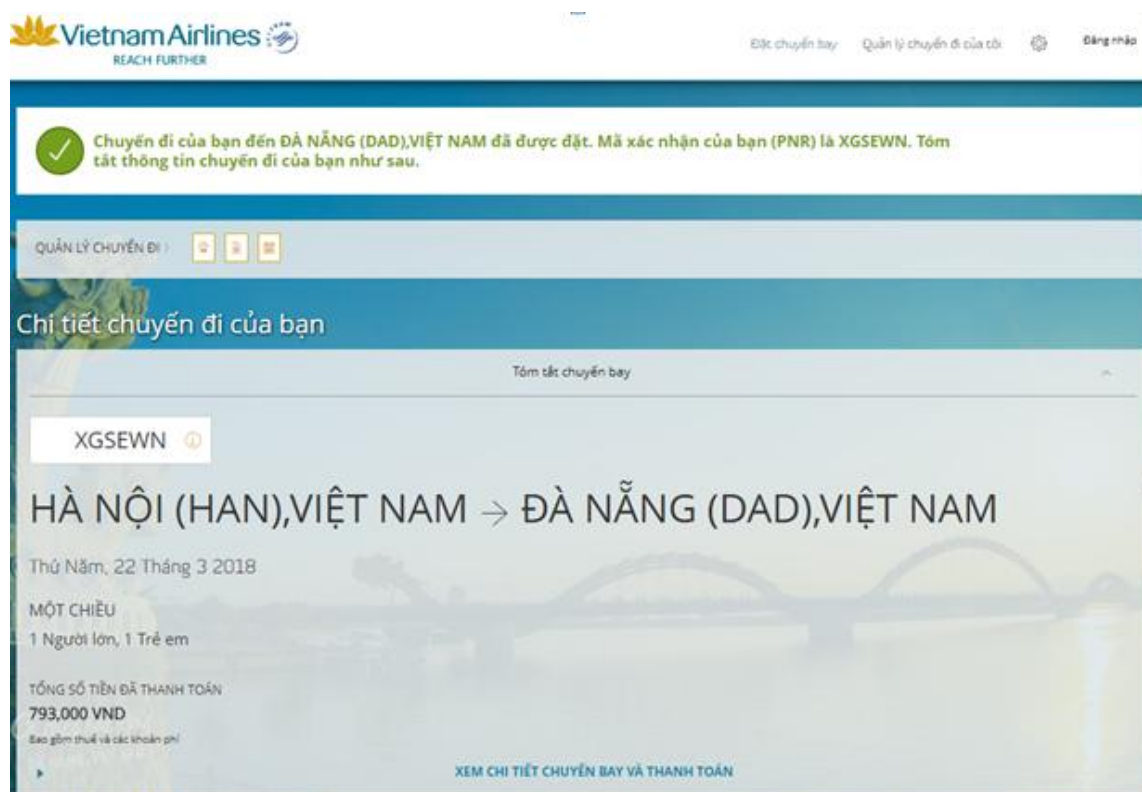 Vietnam Airlines
REACH FURTHER
Đặt chuyến bay Quản lý chuyến đi của tôi Đăng nhập
Chuyến đi của bạn đến ĐÀ NẴNG (DAD),VIỆT NAM đã được đặt. Mã xác nhận của bạn (PNR) là XGSEWN. Tóm
tắt thông tin chuyến đi của bạn như sau.
QUẢN LÝ CHUYẾN ĐI
Chi tiết chuyến đi của bạn
Tóm tắt chuyến bay
XGSEWN
HÀ NỘI (HAN),VIỆT NAM → ĐÀ NẴNG (DAD),VIỆT NAM
Thứ Năm, 22 Tháng 3 2018
MỘT CHIỀU
1 Người lớn, 1 Trẻ em
TỔNG SỐ TIỀN ĐÃ THANH TOÁN
793,000 VND
Bao gồm thuế và các khoản phí
XEM CHI TIẾT CHUYẾN BAY VÀ THANH TOÁN